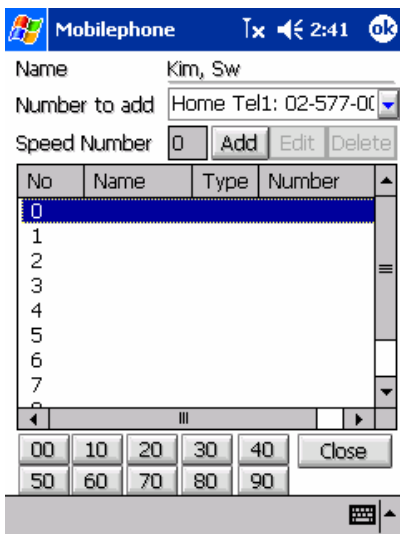 Mobilephone 2:41 ok
Name Kim, Sw
Number to add Home Tel1: 02-577-0
Speed Number 0 Add Edit Delete
No Name Type Number
0
1
2
3
4
5
6
7
00 10 20 30 40 Close
50 60 70 80 90